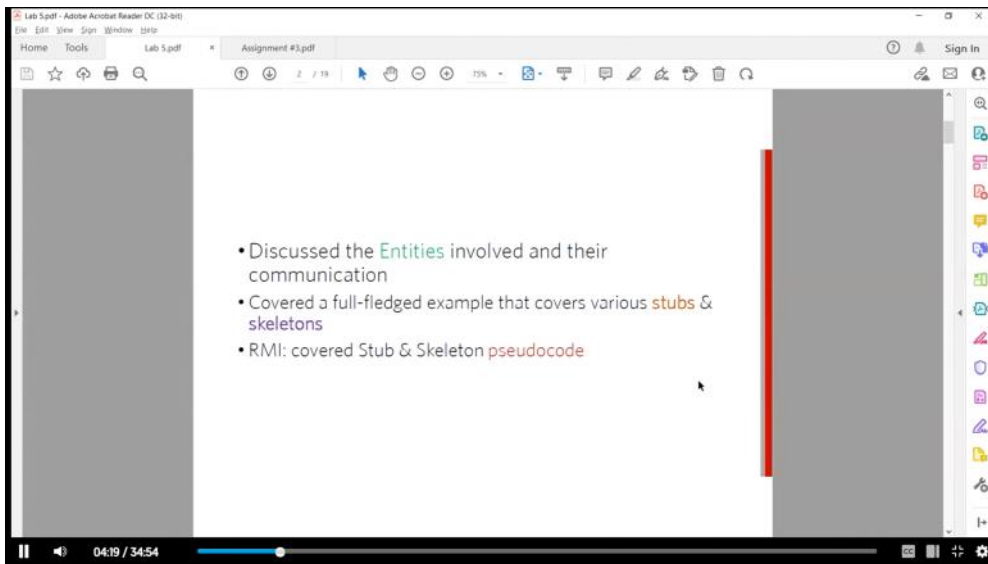 Lab 5.pdf - Adobe Acrobat Reader DC (32-bit)
File Edit View Sign Window Help
Home Tools Lab 5.pdf × Assignment #3.pdf Sign In
2 / 19 75%
• Discussed the Entities involved and their
communication
• Covered a full-fledged example that covers various stubs &
skeletons
• RMI: covered Stub & Skeleton pseudocode
04:19 / 34:54 CC